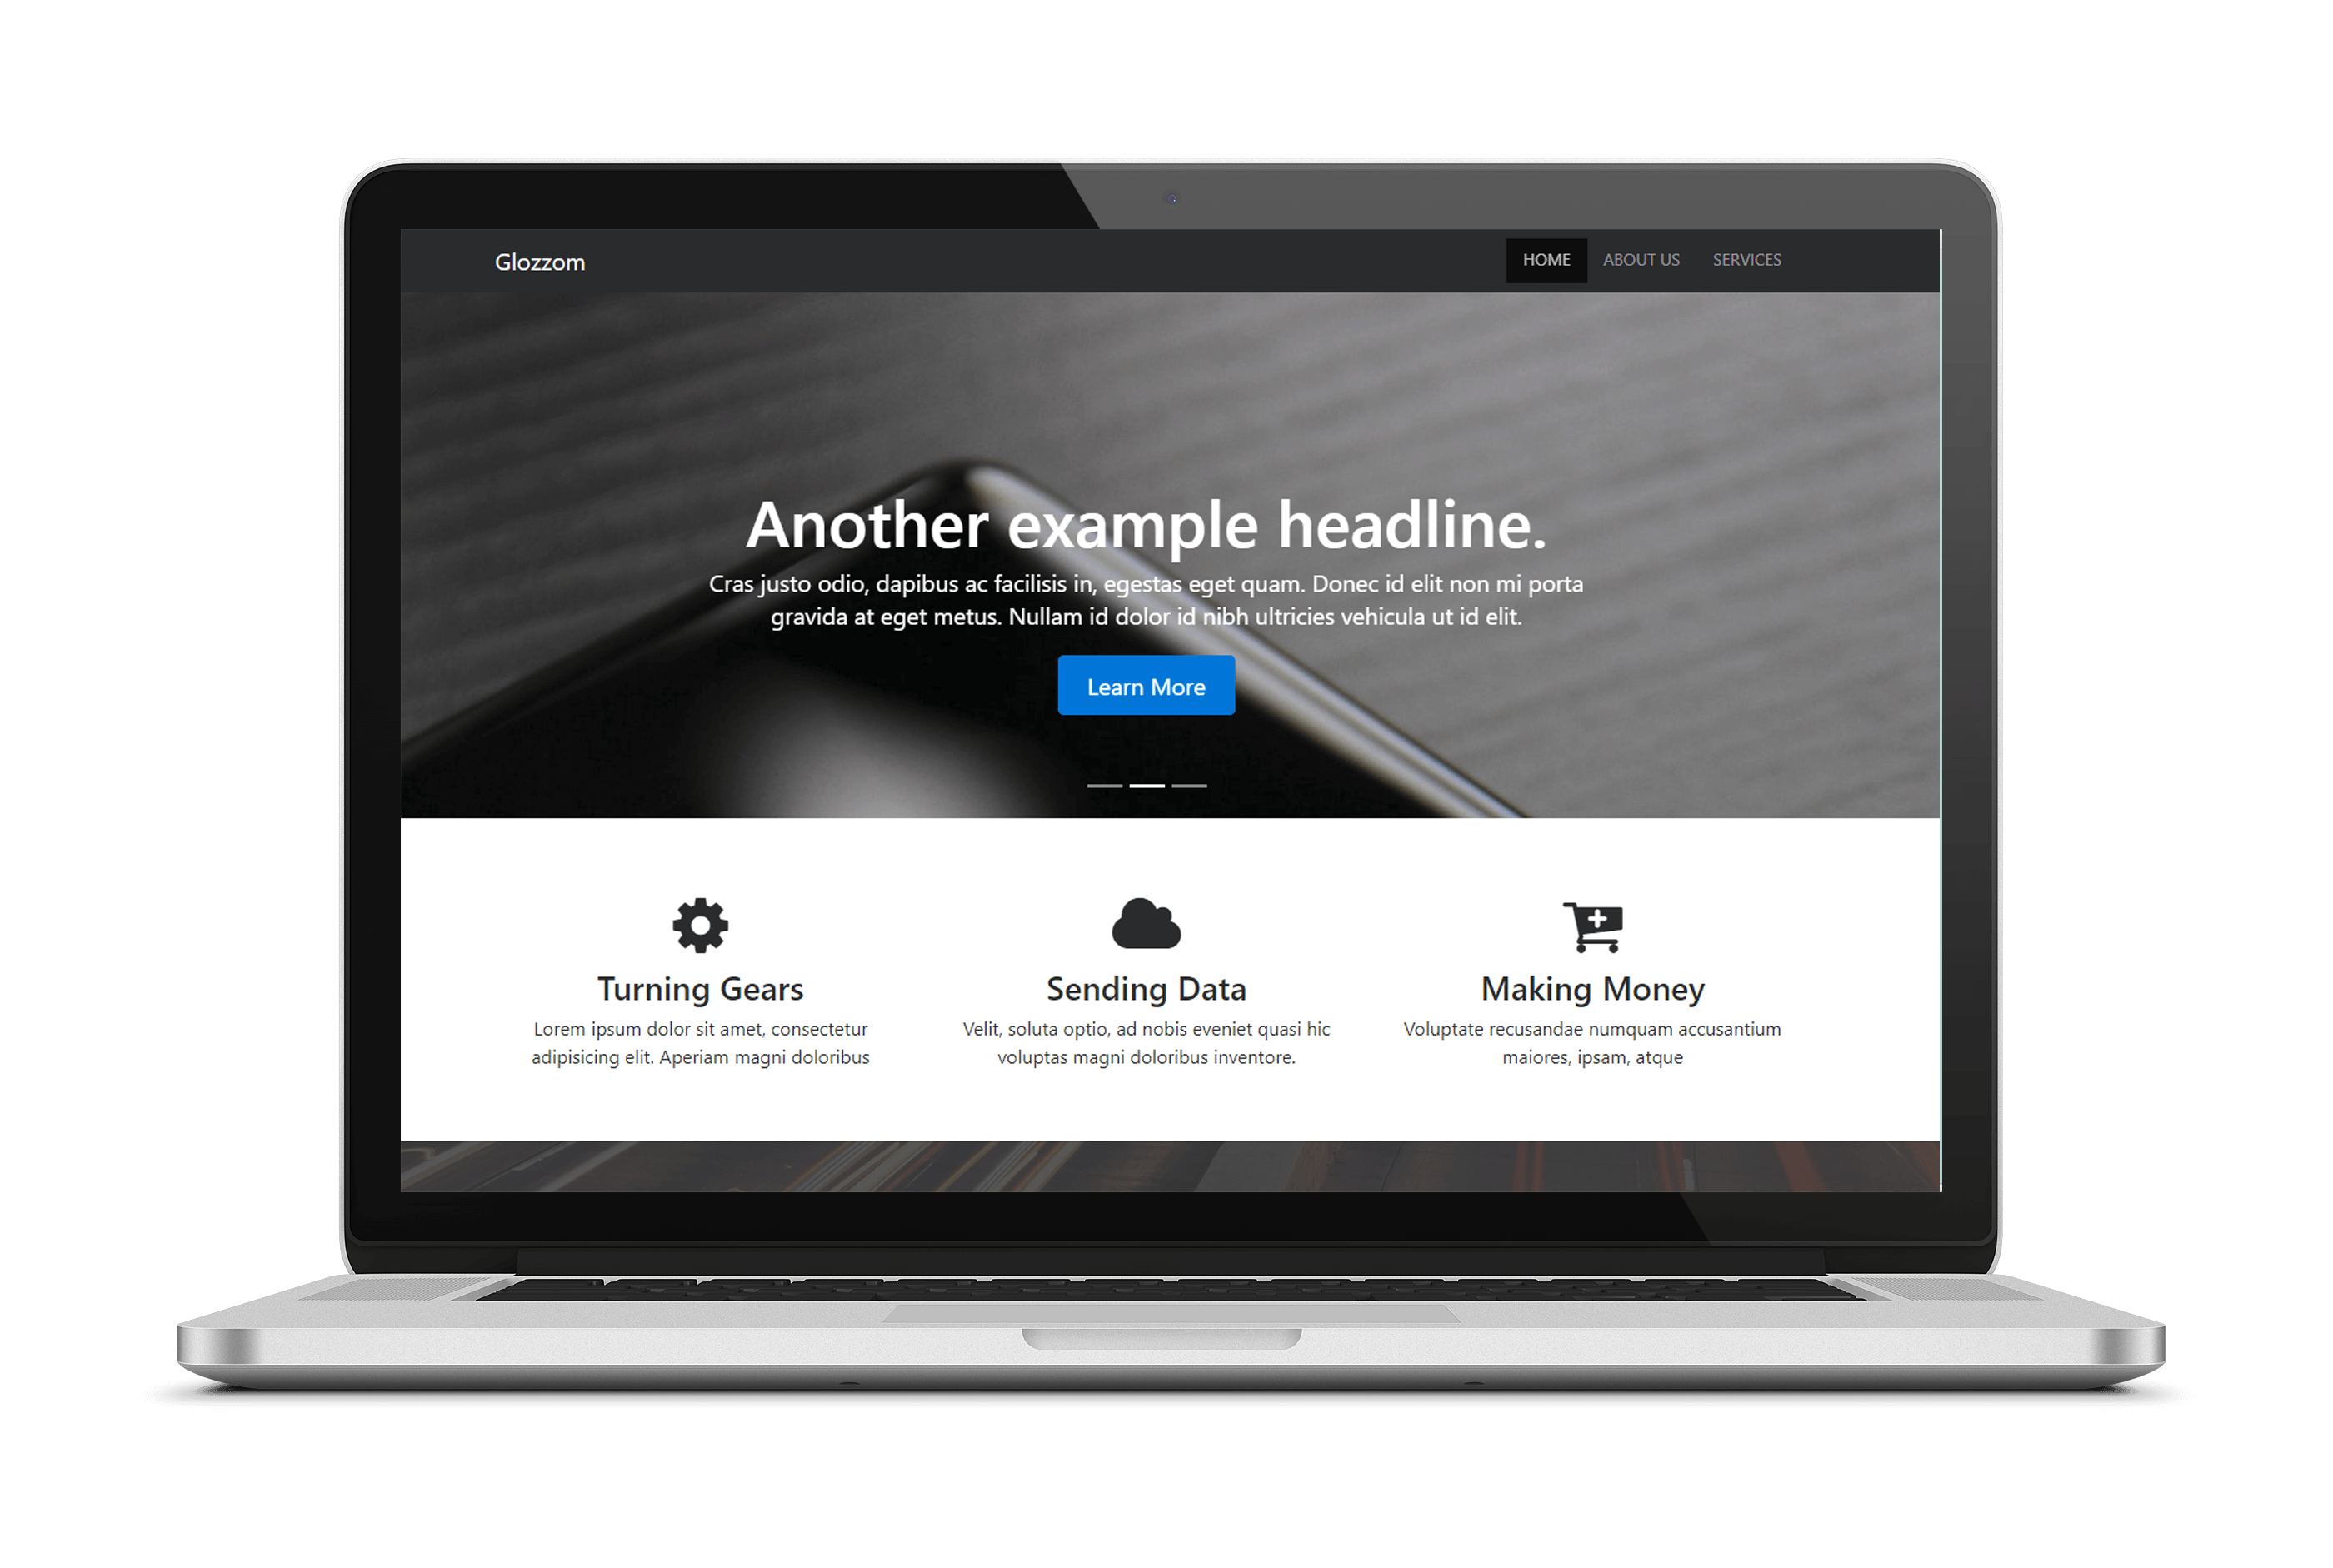 Glozzom
HOME ABOUT US SERVICES
Another example headline.
Cras justo odio, dapibus ac facilisis in, egestas eget quam. Donec id elit non mi porta
gravida at eget metus. Nullam id dolor id nibh ultricies vehicula ut id elit.
Learn More
Turning Gears
Lorem ipsum dolor sit amet, consectetur
adipisicing elit. Aperiam magni doloribus
Sending Data
Velit, soluta optio, ad nobis eveniet quasi hic
voluptas magni doloribus inventore.
Making Money
Voluptate recusandae numquam accusantium
maiores, ipsam, atque